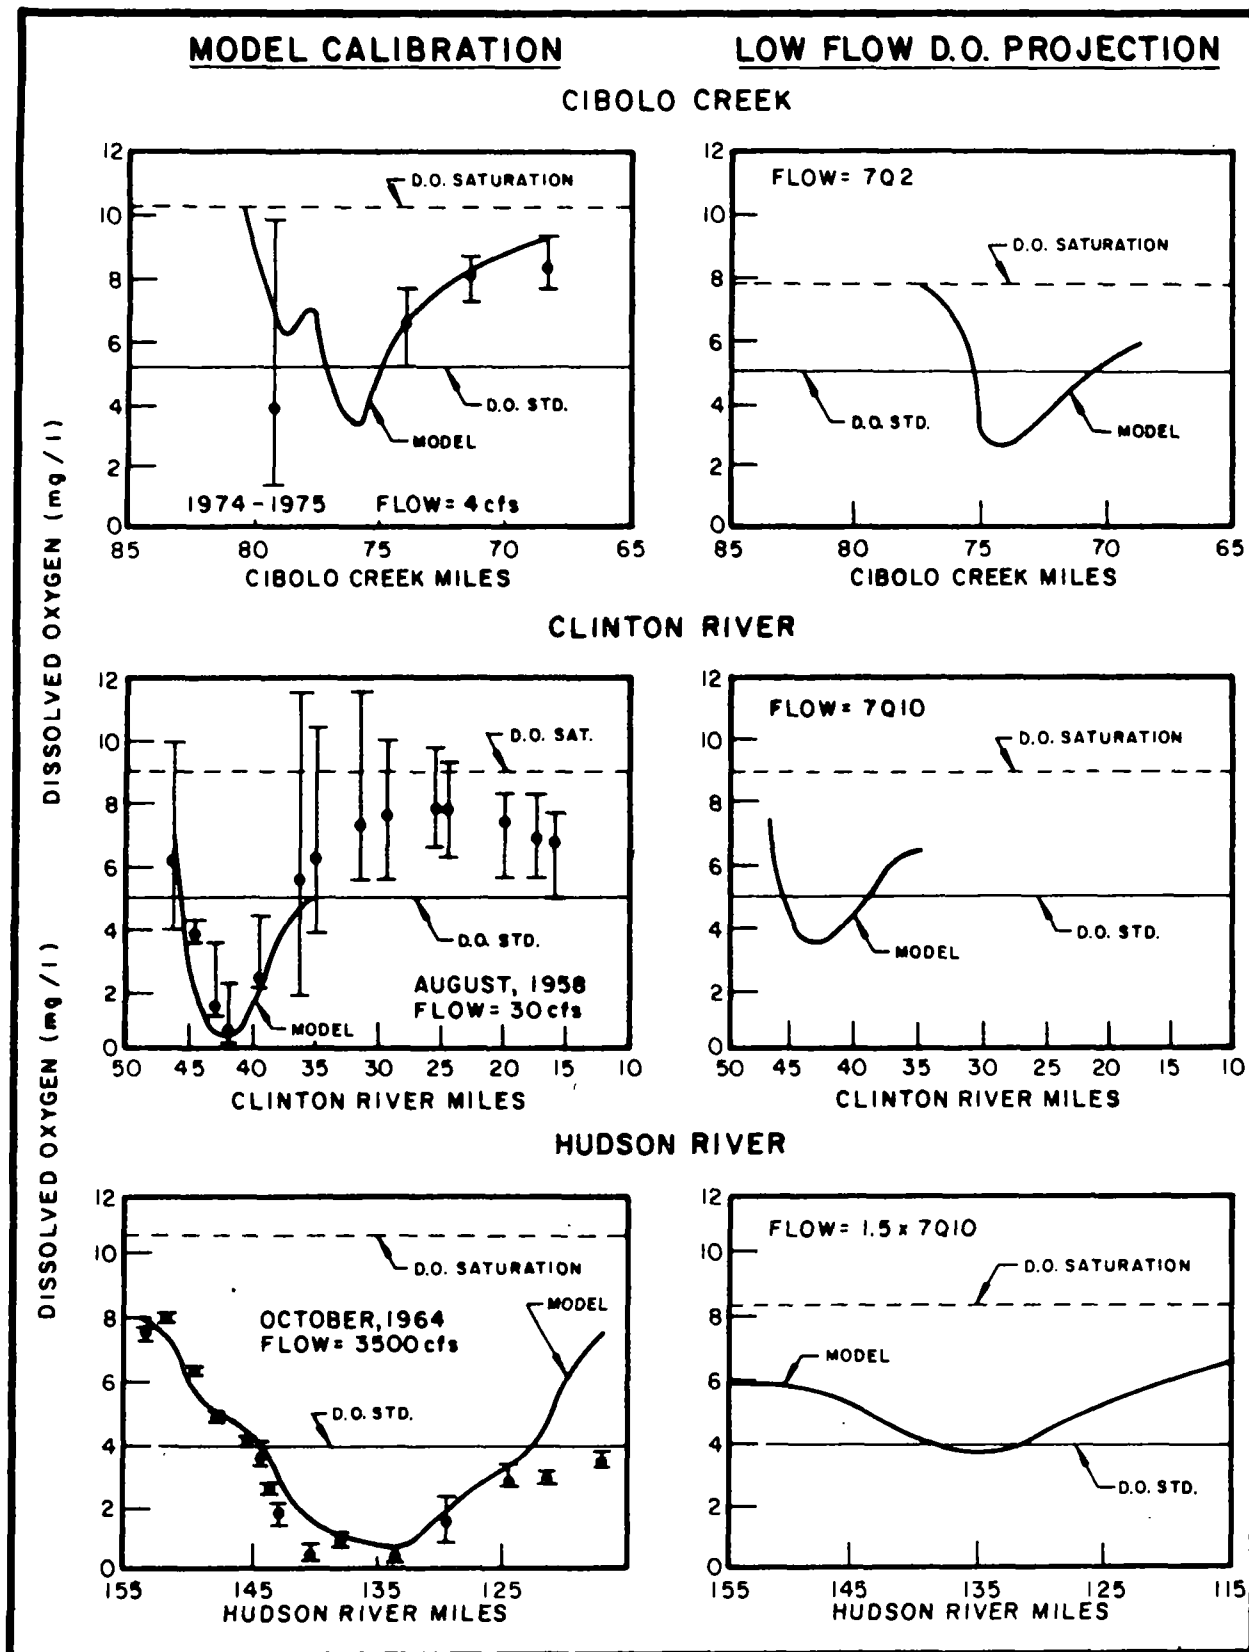 MODEL CALIBRATION
LOW FLOW D.O. PROJECTION
CIBOLO CREEK
DISSOLVED OXYGEN (mg/l)
DISSOLVED OXYGEN (mg/l)
12
10
8
6
4
2
0
D.O. SATURATION
D.O. STD.
MODEL
1974-1975 FLOW= 4cfs
85 80 75 70 65
CIBOLO CREEK MILES
12
10
8
6
4
2
0
FLOW= 7Q2
D.O. SATURATION
D.O. STD.
MODEL
85 80 75 70 65
CIBOLO CREEK MILES
CLINTON RIVER
12
10
8
6
4
2
0
D.O. SAT.
D.O. STD.
AUGUST, 1958
FLOW= 30cfs
MODEL
50 45 40 35 30 25 20 15 10
CLINTON RIVER MILES
12
10
8
6
4
2
0
FLOW= 7Q10
D.O. SATURATION
D.O. STD.
MODEL
50 45 40 35 30 25 20 15 10
CLINTON RIVER MILES
HUDSON RIVER
12
10
8
6
4
2
0
D.O. SATURATION
MODEL
OCTOBER, 1964
FLOW= 3500cfs
D.O. STD.
155 145 135 125
HUDSON RIVER MILES
12
10
8
6
4
2
0
FLOW= 1.5 x 7Q10
D.O. SATURATION
MODEL
D.O. STD.
155 145 135 125 115
HUDSON RIVER MILES